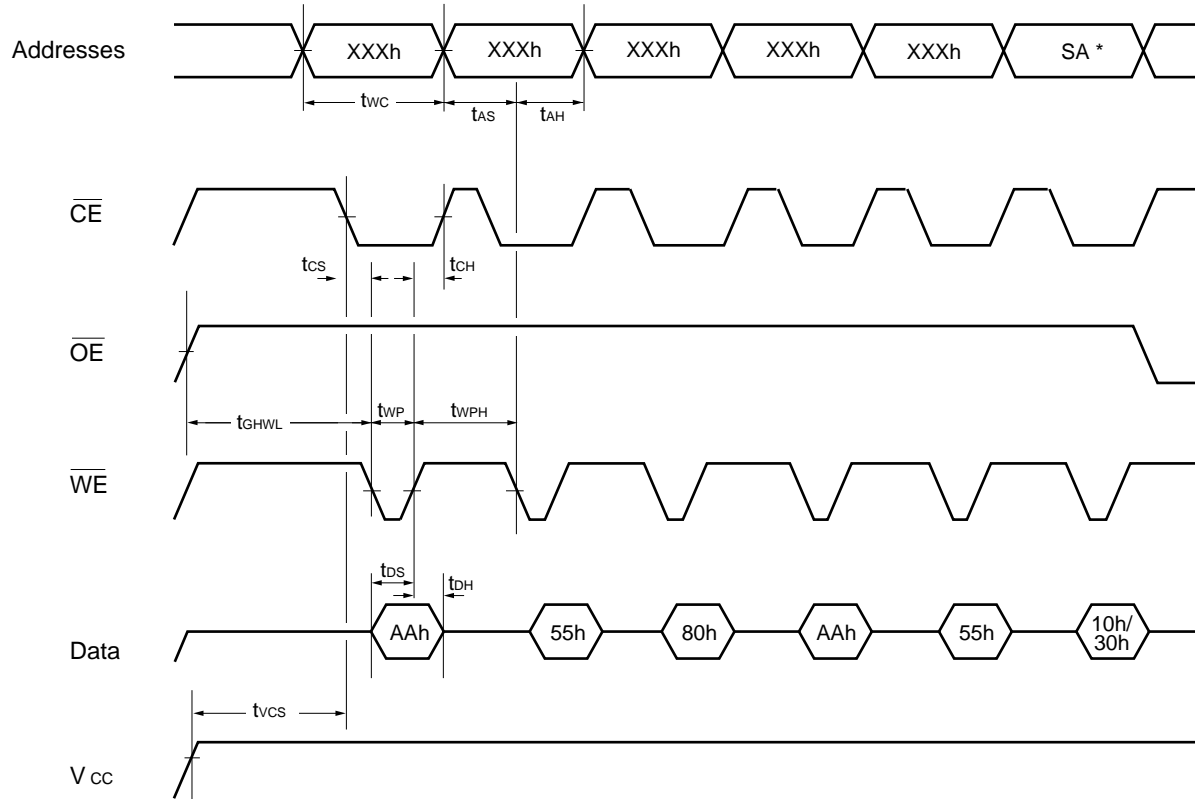 Addresses XXXh XXXh XXXh XXXh XXXh SA *
tWC tAS tAH
CE
tCS tCH
OE
tGHWL tWP tWPH
WE
tDS tDH
Data AAh 55h 80h AAh 55h 10h/
30h
tVCS
V CC